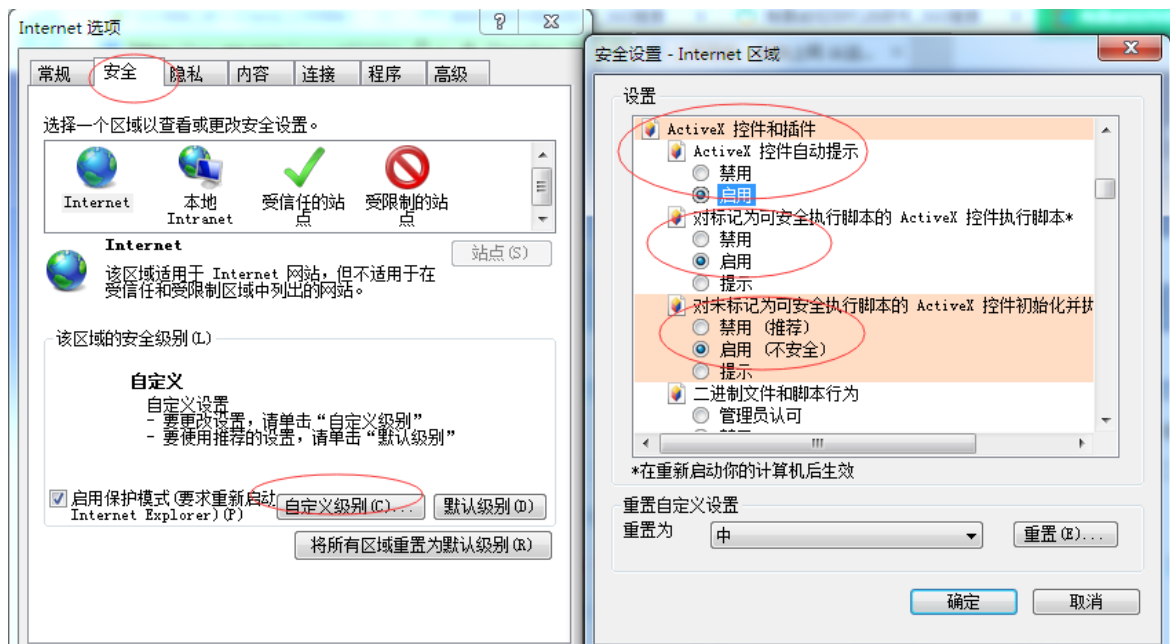 Internet 选项
常规 安全 隐私 内容 连接 程序 高级
选择一个区域以查看或更改安全设置。
Internet
本地
Intranet
受信任的站
点
受限制的站
点
Internet
站点(S)
该区域适用于 Internet 网站，但不适用于在
受信任和受限制区域中列出的网站。
该区域的安全级别(L)
自定义
自定义设置
- 要更改设置，请单击“自定义级别”
- 要使用推荐的设置，请单击“默认级别”
启用保护模式(要求重新启动
Internet Explorer)(P)
自定义级别(C)...
默认级别(D)
将所有区域重置为默认级别(R)
安全设置 - Internet 区域
设置
ActiveX 控件和插件
ActiveX 控件自动提示
禁用
启用
对标记为可安全执行脚本的 ActiveX 控件执行脚本*
禁用
启用
提示
对未标记为可安全执行脚本的 ActiveX 控件初始化并执
禁用（推荐）
启用（不安全）
提示
二进制文件和脚本行为
管理员认可
*在重新启动你的计算机后生效
重置自定义设置
重置为
中
重置(E)...
确定
取消